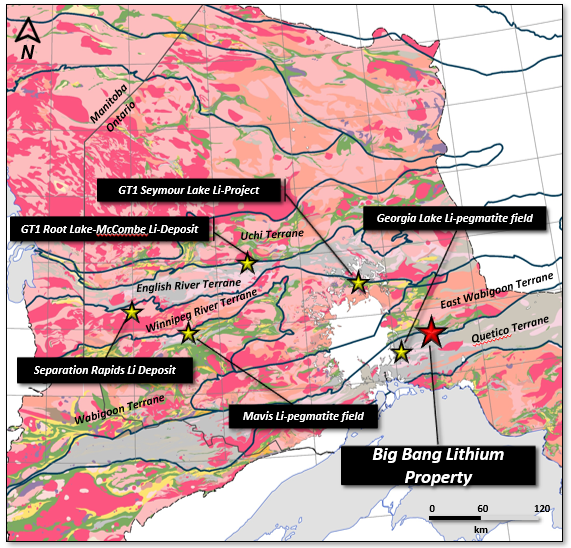 N
Manitoba
Ontario
GT1 Seymour Lake Li-Project
Georgia Lake Li-pegmatite field
GT1 Root Lake-McCombe Li-Deposit
Uchi Terrane
English River Terrane
East Wabigoon Terrane
Winnipeg River Terrane
Quetico Terrane
Separation Rapids Li Deposit
Wabigoon Terrane
Mavis Li-pegmatite field
Big Bang Lithium
Property
0 60 120
km